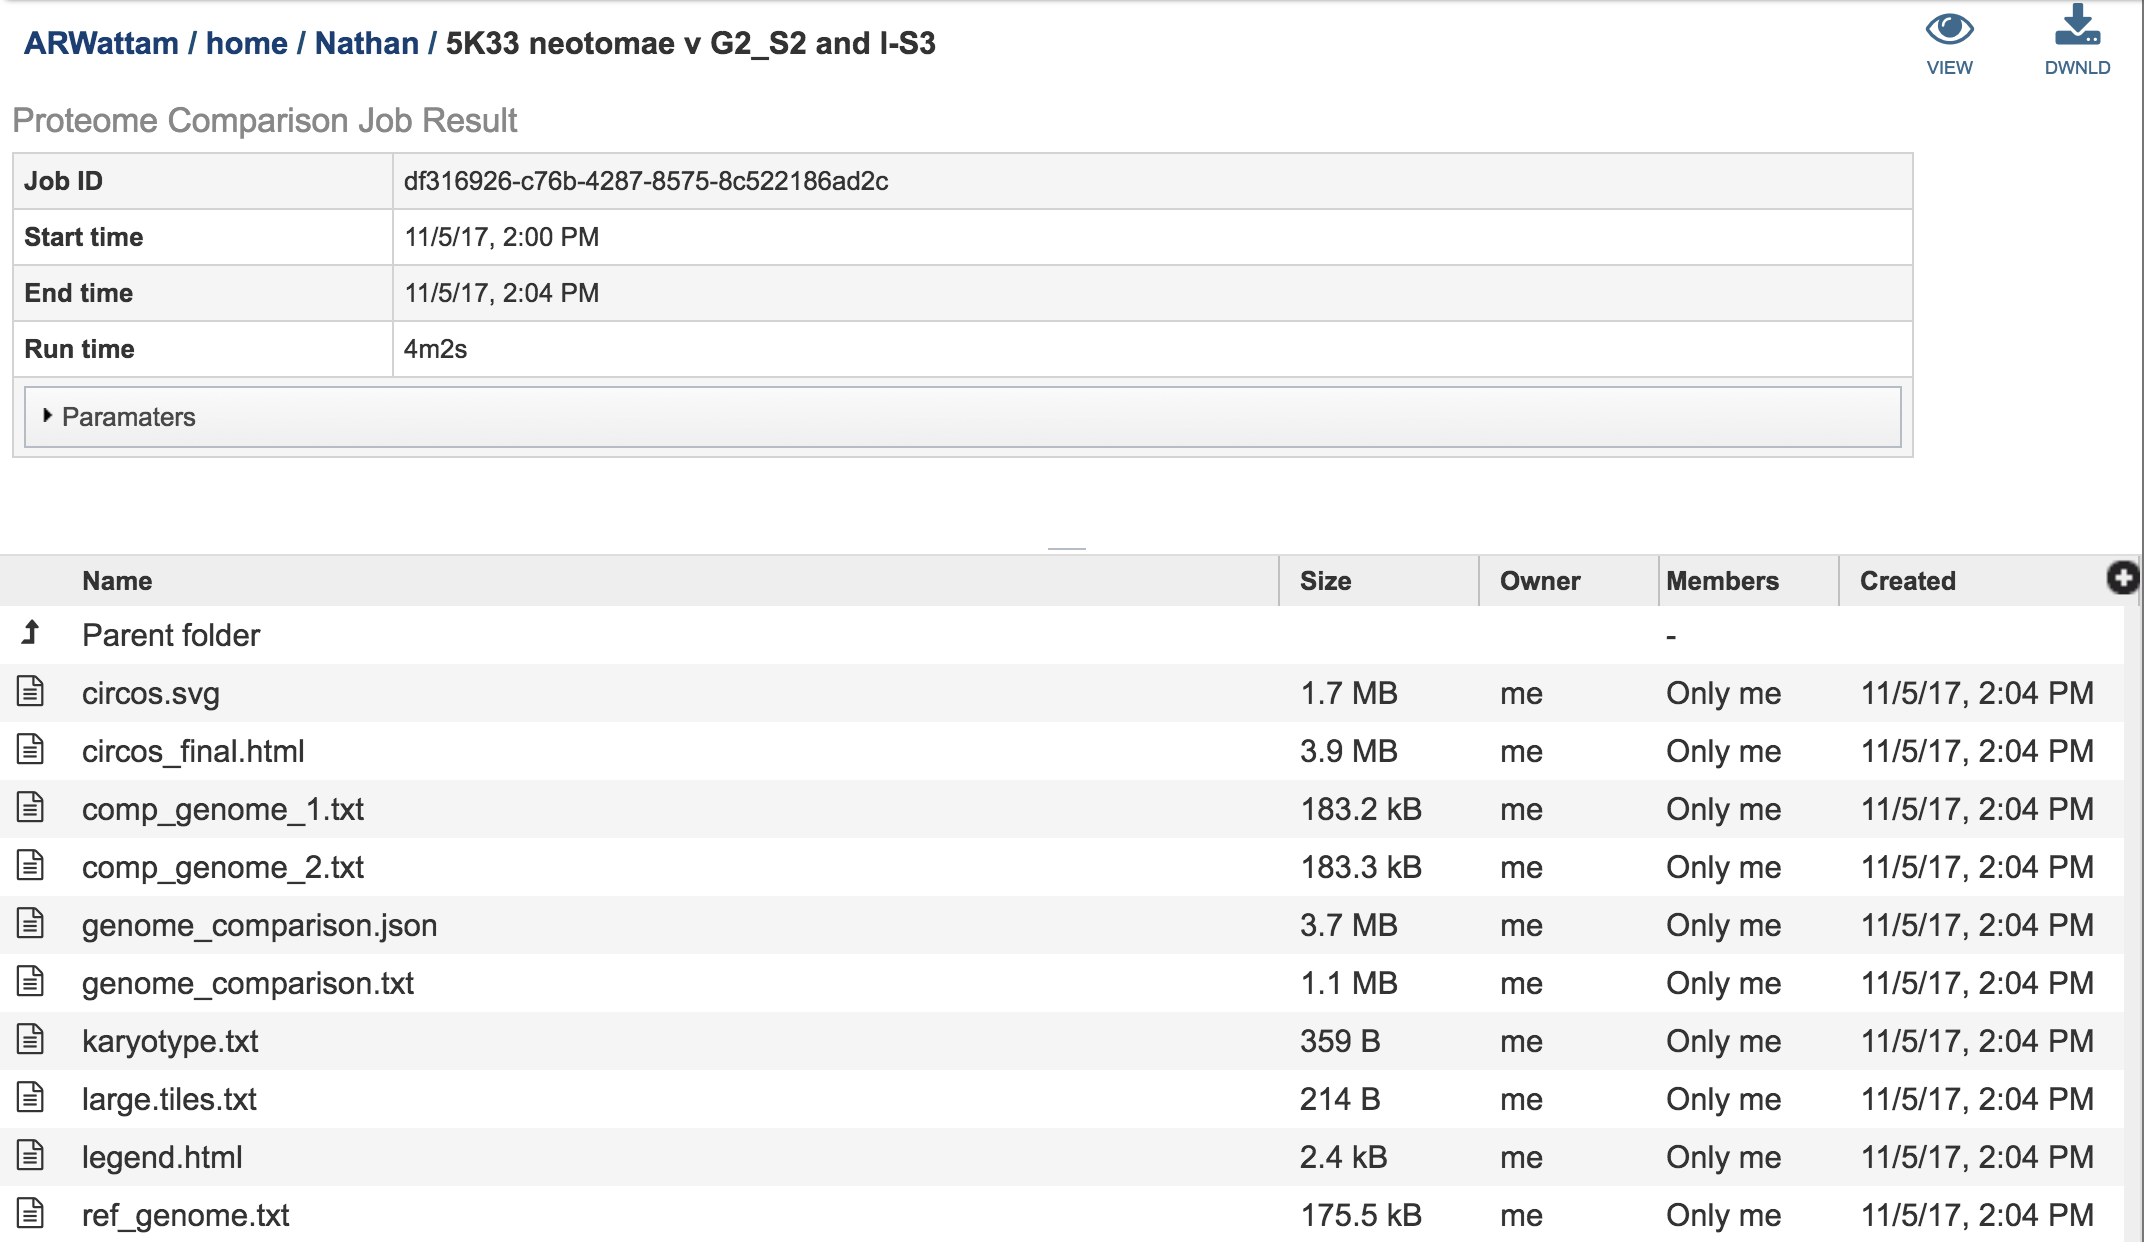 ARWattam / home / Nathan / 5K33 neotomae v G2_S2 and I-S3
VIEW
DWNLD
Proteome Comparison Job Result
Job ID df316926-c76b-4287-8575-8c522186ad2c
Start time 11/5/17, 2:00 PM
End time 11/5/17, 2:04 PM
Run time 4m2s
Paramaters
Name Size Owner Members Created
Parent folder -
circos.svg 1.7 MB me Only me 11/5/17, 2:04 PM
circos_final.html 3.9 MB me Only me 11/5/17, 2:04 PM
comp_genome_1.txt 183.2 kB me Only me 11/5/17, 2:04 PM
comp_genome_2.txt 183.3 kB me Only me 11/5/17, 2:04 PM
genome_comparison.json 3.7 MB me Only me 11/5/17, 2:04 PM
genome_comparison.txt 1.1 MB me Only me 11/5/17, 2:04 PM
karyotype.txt 359 B me Only me 11/5/17, 2:04 PM
large.tiles.txt 214 B me Only me 11/5/17, 2:04 PM
legend.html 2.4 kB me Only me 11/5/17, 2:04 PM
ref_genome.txt 175.5 kB me Only me 11/5/17, 2:04 PM